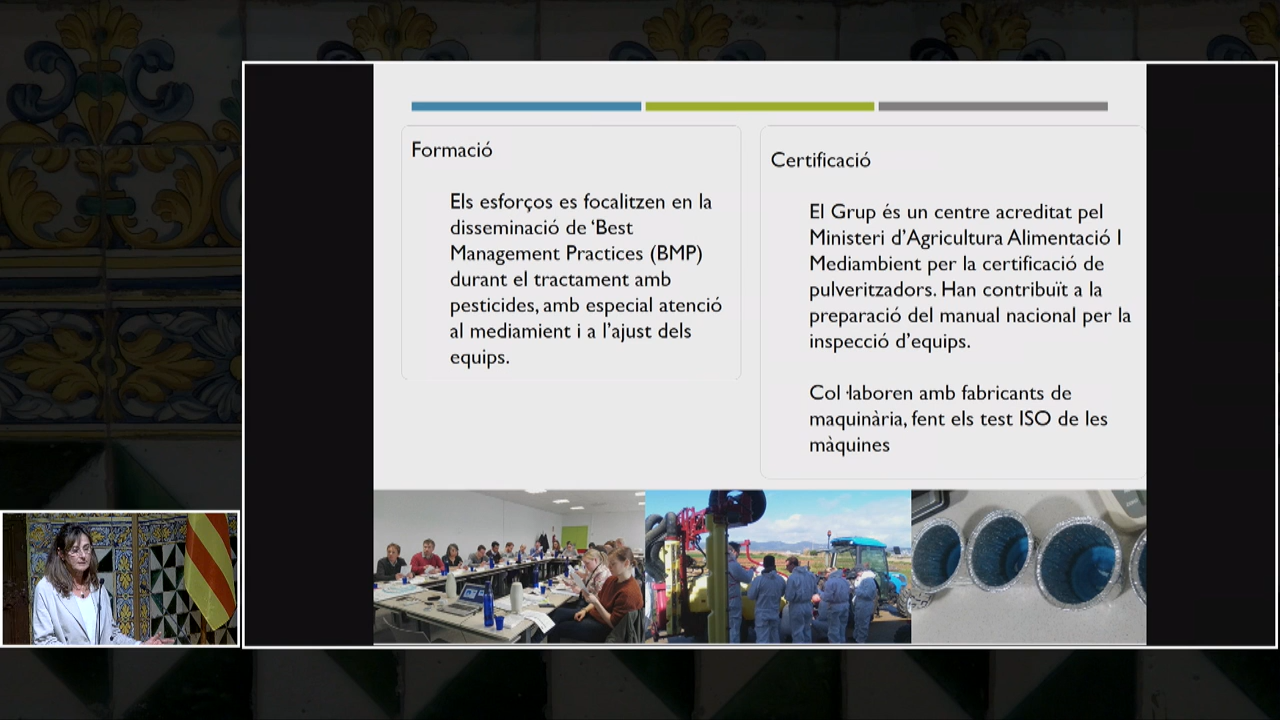 Formació
Els esforços es focalitzen en la
disseminació de ‘Best
Management Practices (BMP)
durant el tractament amb
pesticides, amb especial atenció
al mediamient i a l’ajust dels
equips.
Certificació
El Grup és un centre acreditat pel
Ministeri d’Agricultura Alimentació I
Mediambient per la certificació de
pulveritzadors. Han contribuït a la
preparació del manual nacional per la
inspecció d’equips.
Col·laboren amb fabricants de
maquinària, fent els test ISO de les
màquines